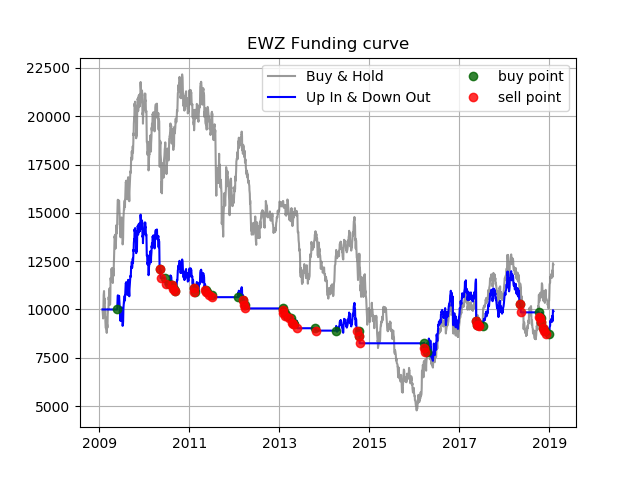 EWZ Funding curve
Buy & Hold
Up In & Down Out
buy point
sell point
22500
20000
17500
15000
12500
10000
7500
5000
2009 2011 2013 2015 2017 2019